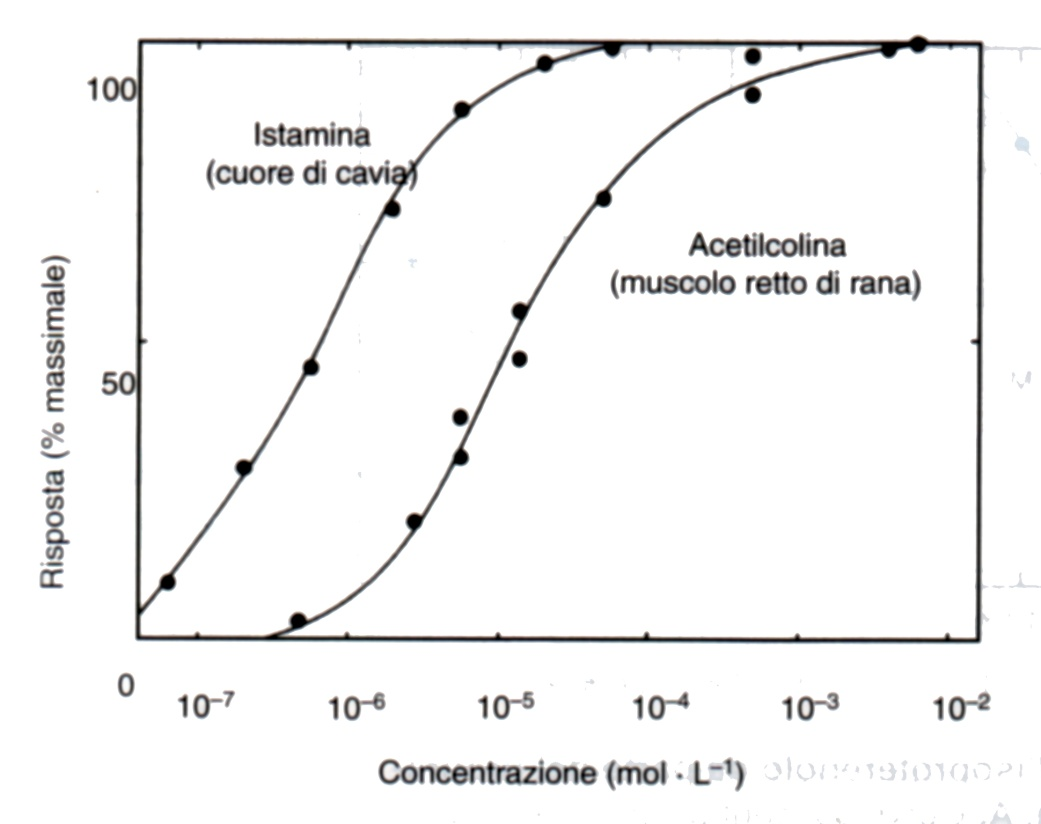 100
Istamina
(cuore di cavia)
Acetilcolina
(muscolo retto di rana)
50
Risposta (% massimale)
0
10⁻⁷ 10⁻⁶ 10⁻⁵ 10⁻⁴ 10⁻³ 10⁻²
Concentrazione (mol · L⁻¹)